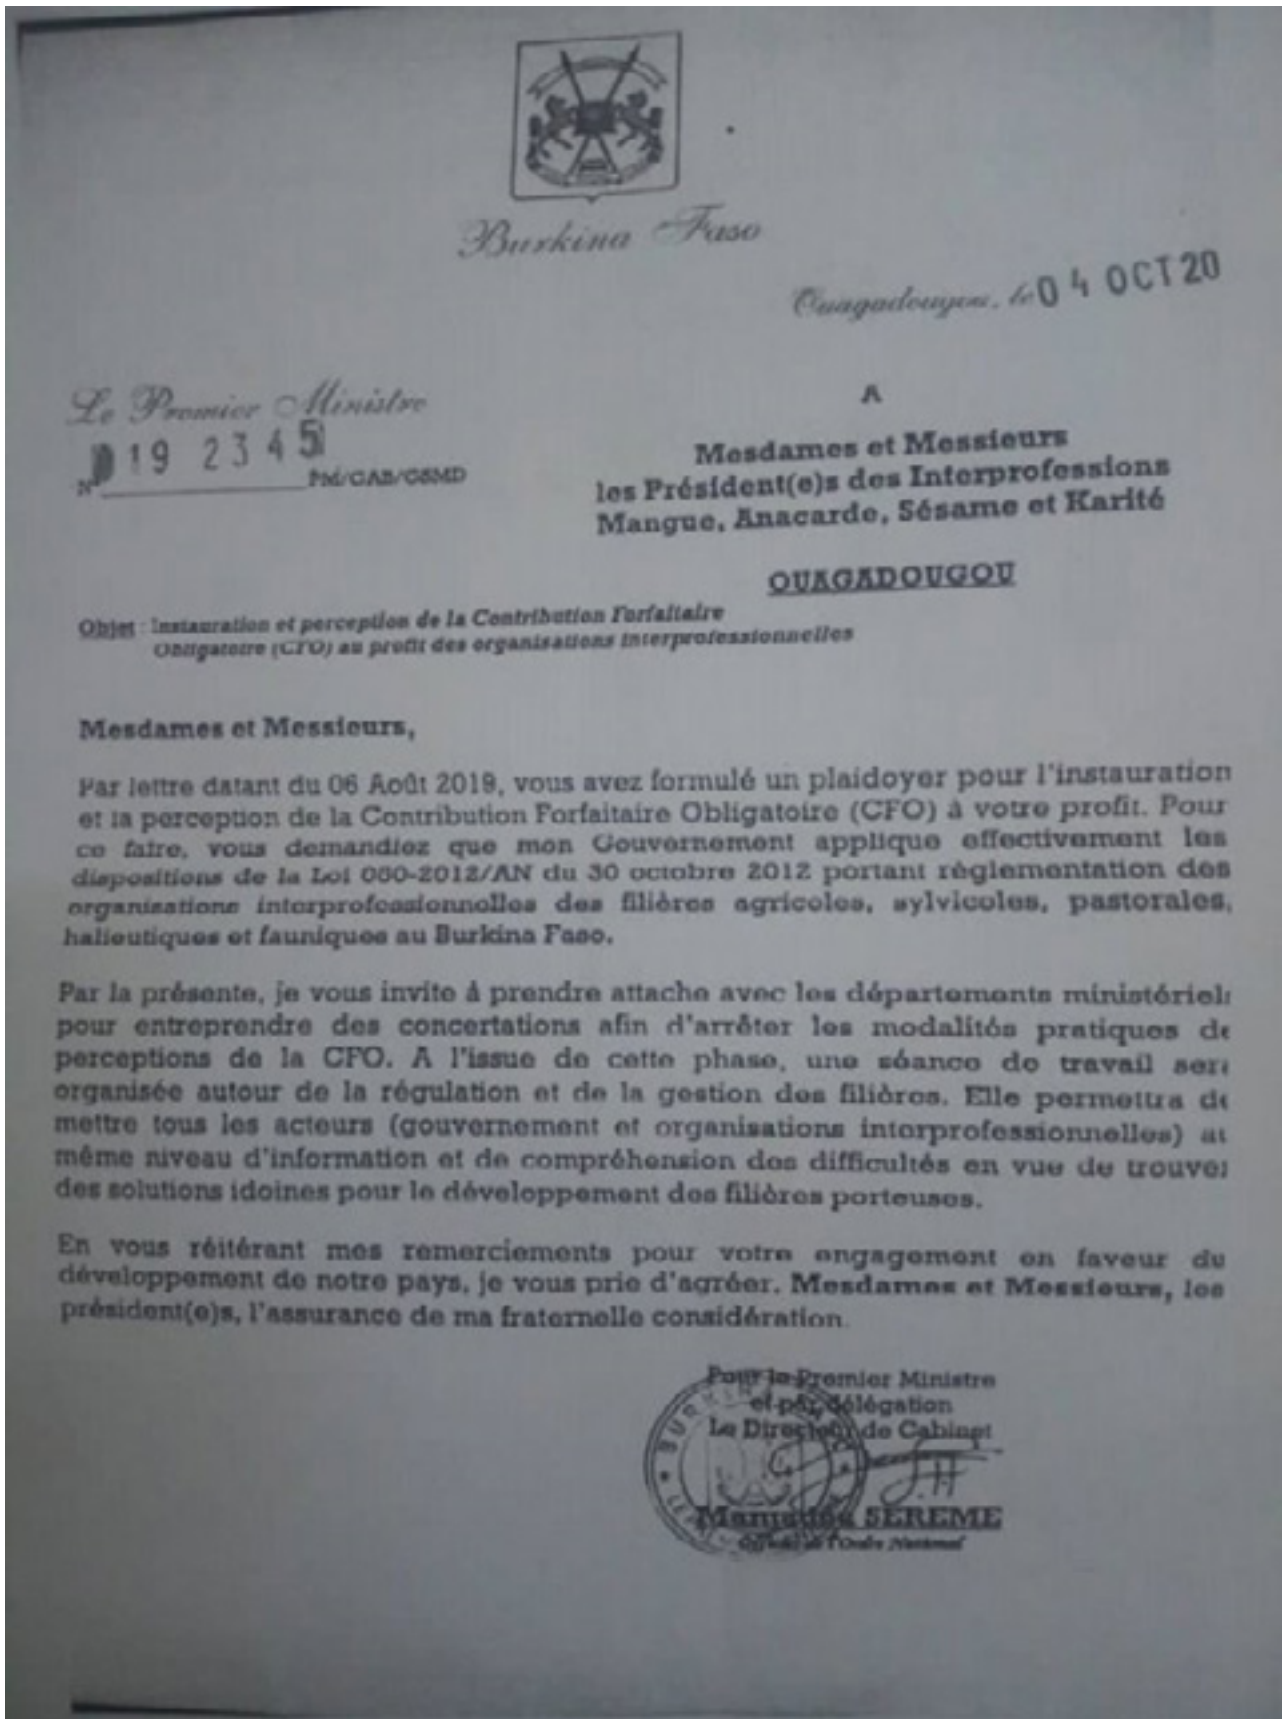 Burkina Faso
Ouagadougou, le 04 OCT 20
Le Premier Ministre
N° 19 2345 PM/CAB/GSMD
A
Mesdames et Messieurs
les Président(e)s des Interprofessions
Mangue, Anacarde, Sésame et Karité
OUAGADOUGOU
Objet : Instauration et perception de la Contribution Forfaitaire
Obligatoire (CFO) au profit des organisations interprofessionnelles
Mesdames et Messieurs,
Par lettre datant du 06 Août 2019, vous avez formulé un plaidoyer pour l'instauration
et la perception de la Contribution Forfaitaire Obligatoire (CFO) à votre profit. Pour
ce faire, vous demandiez que mon Gouvernement applique effectivement les
dispositions de la Loi 050-2012/AN du 30 octobre 2012 portant règlementation des
organisations interprofessionnelles des filières agricoles, sylvicoles, pastorales,
halieutiques et fauniques au Burkina Faso.
Par la présente, je vous invite à prendre attache avec les départements ministériels
pour entreprendre des concertations afin d'arrêter les modalités pratiques de
perceptions de la CFO. A l'issue de cette phase, une séance de travail sera
organisée autour de la régulation et de la gestion des filières. Elle permettra de
mettre tous les acteurs (gouvernement et organisations interprofessionnelles) au
même niveau d'information et de compréhension des difficultés en vue de trouver
des solutions idoines pour le développement des filières porteuses.
En vous réitérant mes remerciements pour votre engagement en faveur du
développement de notre pays, je vous prie d'agréer. Mesdames et Messieurs, les
président(e)s, l'assurance de ma fraternelle considération.
Pour le Premier Ministre
et par délégation
Le Directeur de Cabinet
Mamadou SEREME
Officier de l'Ordre National